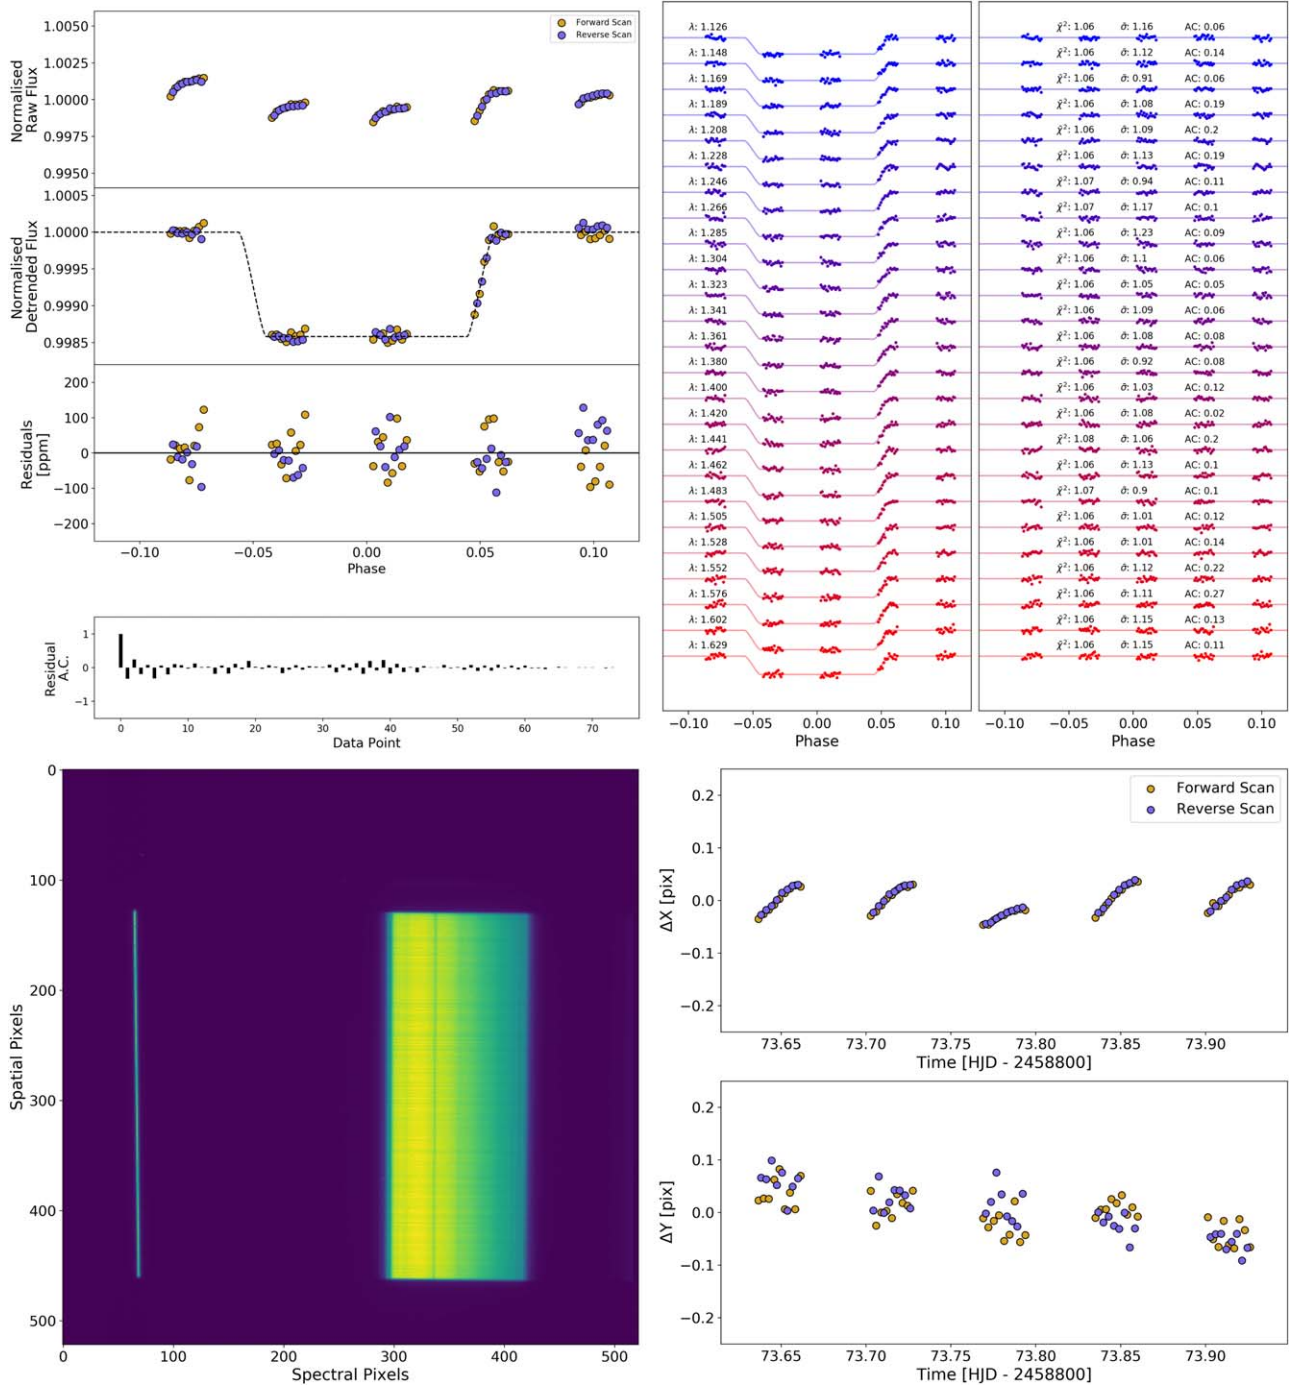 1.0050
1.0025
1.0000
0.9975
0.9950
Normalised
Raw Flux
Forward Scan
Reverse Scan
1.0005
1.0000
0.9995
0.9990
0.9985
Normalised
Detrended Flux
200
100
0
−100
−200
Residuals
[ppm]
−0.10 −0.05 0.00 0.05 0.10
Phase
1
0
−1
Residual
A.C.
0 10 20 30 40 50 60 70
Data Point
λ: 1.126
λ: 1.148
λ: 1.169
λ: 1.189
λ: 1.208
λ: 1.228
λ: 1.246
λ: 1.266
λ: 1.285
λ: 1.304
λ: 1.323
λ: 1.341
λ: 1.361
λ: 1.380
λ: 1.400
λ: 1.420
λ: 1.441
λ: 1.462
λ: 1.483
λ: 1.505
λ: 1.528
λ: 1.552
λ: 1.576
λ: 1.602
λ: 1.629
−0.10 −0.05 0.00 0.05 0.10
Phase
χ̄²: 1.06 σ̄: 1.16 AC: 0.06
χ̄²: 1.06 σ̄: 1.12 AC: 0.14
χ̄²: 1.06 σ̄: 0.91 AC: 0.06
χ̄²: 1.06 σ̄: 1.08 AC: 0.19
χ̄²: 1.06 σ̄: 1.09 AC: 0.2
χ̄²: 1.06 σ̄: 1.13 AC: 0.19
χ̄²: 1.07 σ̄: 0.94 AC: 0.11
χ̄²: 1.07 σ̄: 1.17 AC: 0.1
χ̄²: 1.06 σ̄: 1.23 AC: 0.09
χ̄²: 1.06 σ̄: 1.1 AC: 0.06
χ̄²: 1.06 σ̄: 1.05 AC: 0.05
χ̄²: 1.06 σ̄: 1.09 AC: 0.06
χ̄²: 1.06 σ̄: 1.08 AC: 0.08
χ̄²: 1.06 σ̄: 0.92 AC: 0.08
χ̄²: 1.06 σ̄: 1.03 AC: 0.12
χ̄²: 1.06 σ̄: 1.08 AC: 0.02
χ̄²: 1.08 σ̄: 1.06 AC: 0.2
χ̄²: 1.06 σ̄: 1.13 AC: 0.1
χ̄²: 1.07 σ̄: 0.9 AC: 0.1
χ̄²: 1.06 σ̄: 1.01 AC: 0.12
χ̄²: 1.06 σ̄: 1.01 AC: 0.14
χ̄²: 1.06 σ̄: 1.12 AC: 0.22
χ̄²: 1.06 σ̄: 1.11 AC: 0.27
χ̄²: 1.06 σ̄: 1.15 AC: 0.13
χ̄²: 1.06 σ̄: 1.15 AC: 0.11
−0.10 −0.05 0.00 0.05 0.10
Phase
0
100
200
300
400
500
Spatial Pixels
0 100 200 300 400 500
Spectral Pixels
0.2
0.1
0.0
−0.1
−0.2
ΔX [pix]
Forward Scan
Reverse Scan
73.65 73.70 73.75 73.80 73.85 73.90
Time [HJD - 2458800]
0.2
0.1
0.0
−0.1
−0.2
ΔY [pix]
73.65 73.70 73.75 73.80 73.85 73.90
Time [HJD - 2458800]